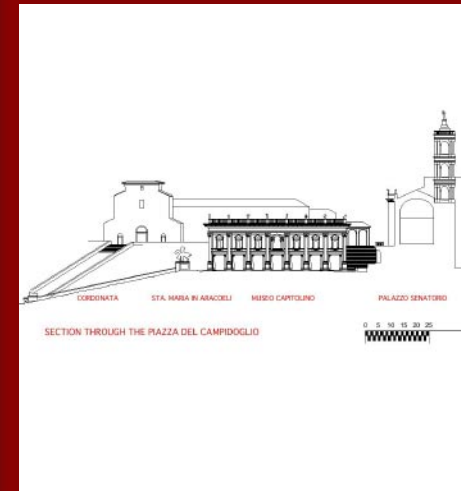 CORDONATA STA. MARIA IN ARACOELI MUSEO CAPITOLINO PALAZZO SENATORIO
SECTION THROUGH THE PIAZZA DEL CAMPIDOGLIO
0 5 10 15 20 25